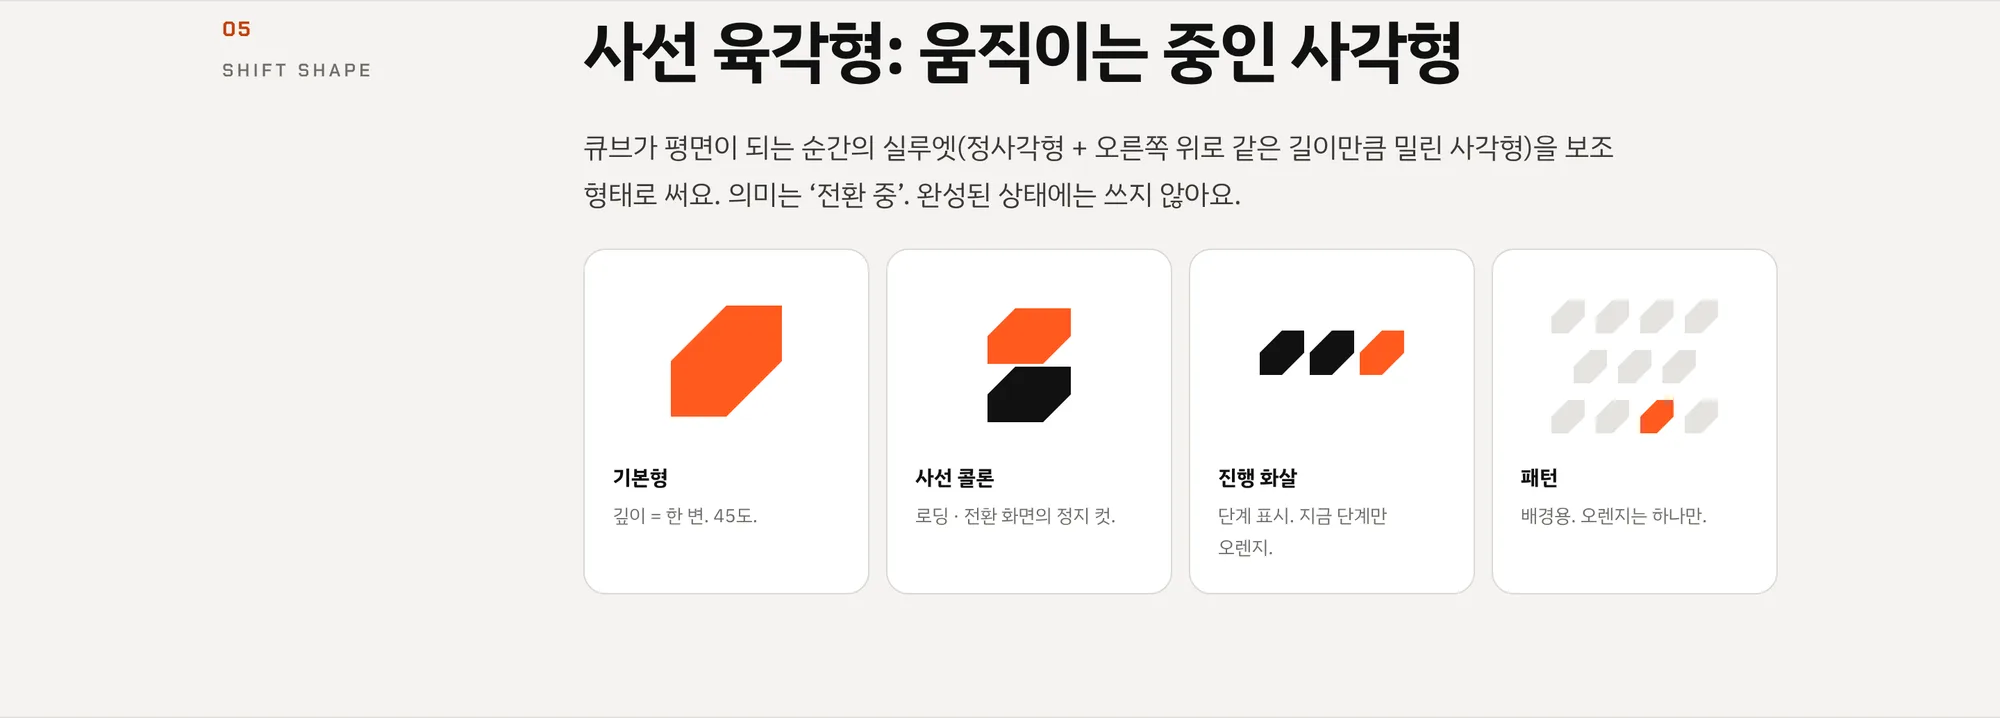 05
SHIFT SHAPE
사선 육각형: 움직이는 중인 사각형
큐브가 평면이 되는 순간의 실루엣(정사각형 + 오른쪽 위로 같은 길이만큼 밀린 사각형)을 보조
형태로 써요. 의미는 ‘전환 중’. 완성된 상태에는 쓰지 않아요.
기본형
깊이 = 한 변. 45도.
사선 콜론
로딩 · 전환 화면의 정지 컷.
진행 화살
단계 표시. 지금 단계만
오렌지.
패턴
배경용. 오렌지는 하나만.